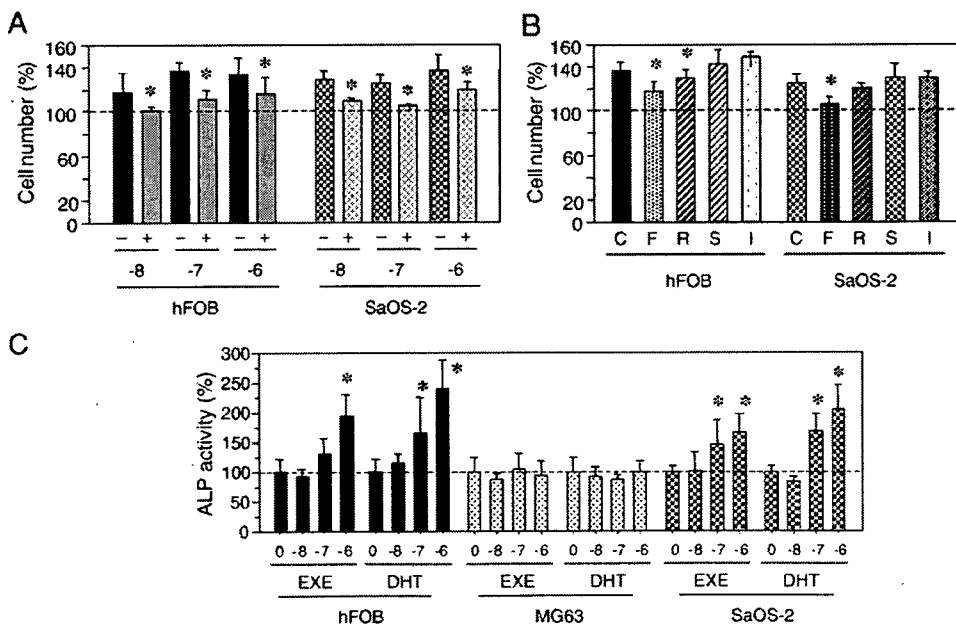 A
160
140
100
60
20
0
Cell number (%)
* * * * * *
− + − + − + − + − + − +
-8 -7 -6 -8 -7 -6
hFOB SaOS-2
B
160
140
100
60
20
0
Cell number (%)
* * *
C F R S I C F R S I
hFOB SaOS-2
C
300
250
200
150
100
50
0
ALP activity (%)
* * * * * * *
0 -8 -7 -6 0 -8 -7 -6 0 -8 -7 -6 0 -8 -7 -6 0 -8 -7 -6 0 -8 -7 -6
EXE DHT EXE DHT EXE DHT
hFOB MG63 SaOS-2